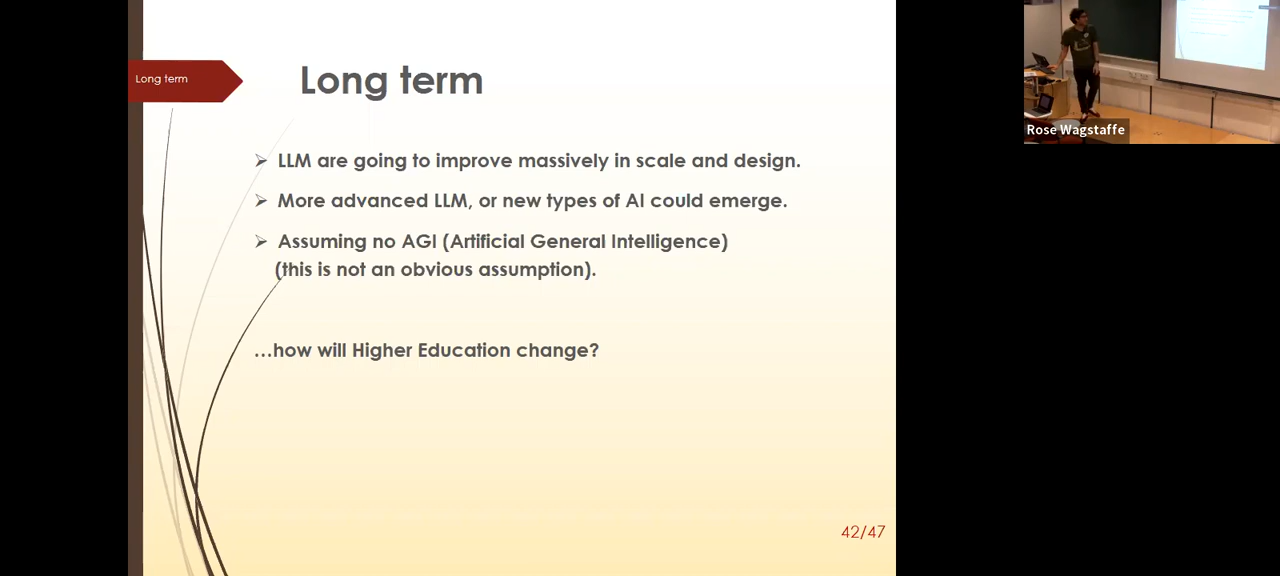 Long term
Long term
LLM are going to improve massively in scale and design.
More advanced LLM, or new types of AI could emerge.
Assuming no AGI (Artificial General Intelligence)
(this is not an obvious assumption).
…how will Higher Education change?
42/47
Rose Wagstaffe